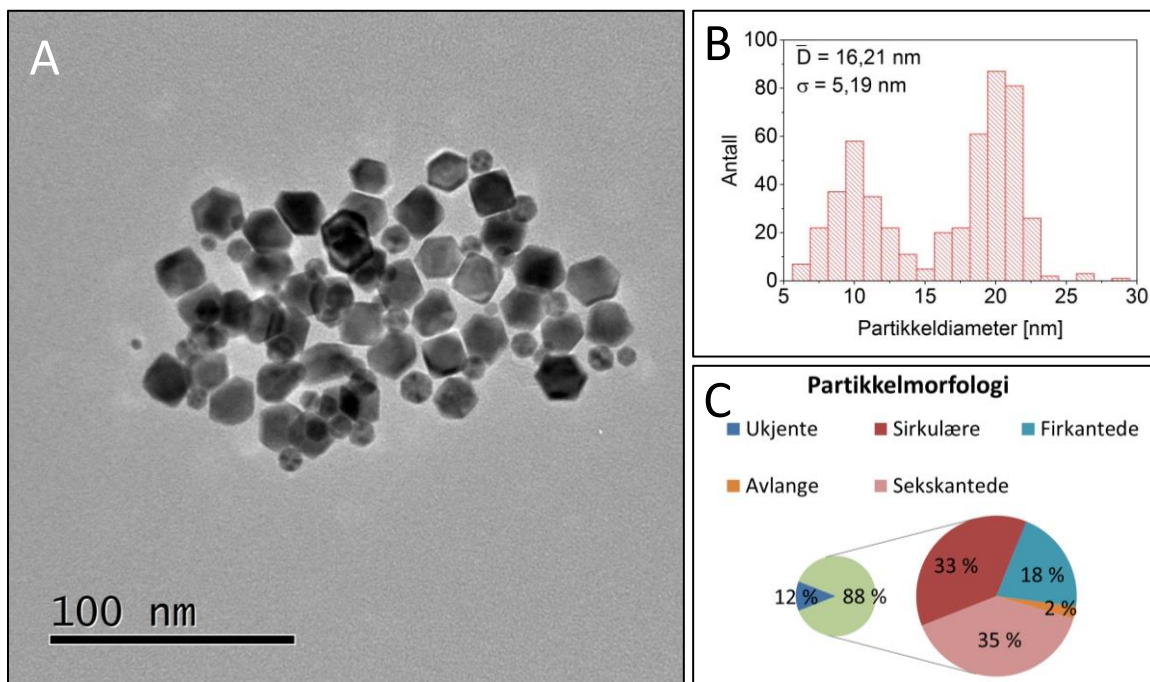 A
100 nm
B
D̄ = 16,21 nm
σ = 5,19 nm
100
80
60
40
20
0
Antall
5 10 15 20 25 30
Partikkeldiameter [nm]
C
Partikkelmorfologi
Ukjente Sirkulære Firkantede
Avlange Sekskantede
12 % 88 %
33 % 18 %
2 %
35 %